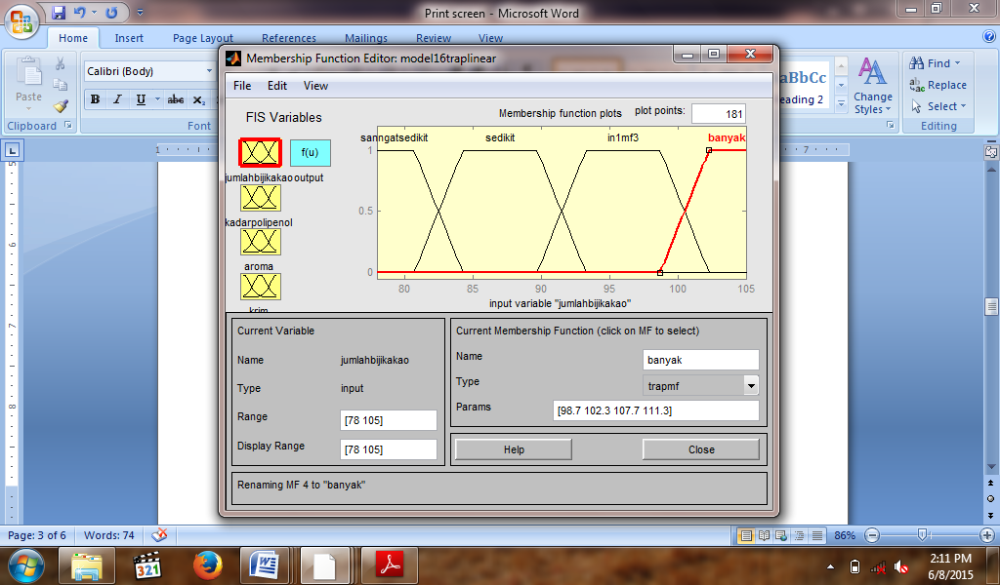 Print screen - Microsoft Word
Home Insert Page Layout References Mailings Review View
Paste
Clipboard
Calibri (Body)
B I U abc x₂
Font
aBbCc
eading 2
Change
Styles
Find
Replace
Select
Editing
Membership Function Editor: model16traplinear
File Edit View
FIS Variables
Membership function plots plot points: 181
f(u)
jumlahbijikakao output
kadarpolipenol
aroma
krim
sanngatsedikit sedikit in1mf3 banyak
1
0.5
0
80 85 90 95 100 105
input variable "jumlahbijikakao"
Current Variable
Name jumlahbijikakao
Type input
Range [78 105]
Display Range [78 105]
Current Membership Function (click on MF to select)
Name banyak
Type trapmf
Params [98.7 102.3 107.7 111.3]
Help Close
Renaming MF 4 to "banyak"
Page: 3 of 6 Words: 74 86%
321
2:11 PM
6/8/2015